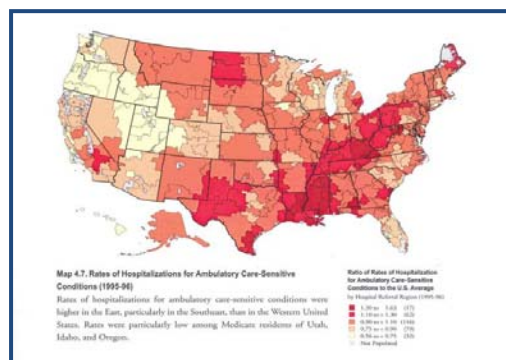 Map 4.7. Rates of Hospitalizations for Ambulatory Care-Sensitive
Conditions (1995-96)
Rates of hospitalizations for ambulatory care-sensitive conditions were
higher in the East, particularly in the Southeast, than in the Western United
States. Rates were particularly low among Medicare residents of Utah,
Idaho, and Oregon.
Ratio of Rates of Hospitalization
for Ambulatory Care-Sensitive
Conditions to the U.S. Average
by Hospital Referral Region (1995-96)
Not Populated